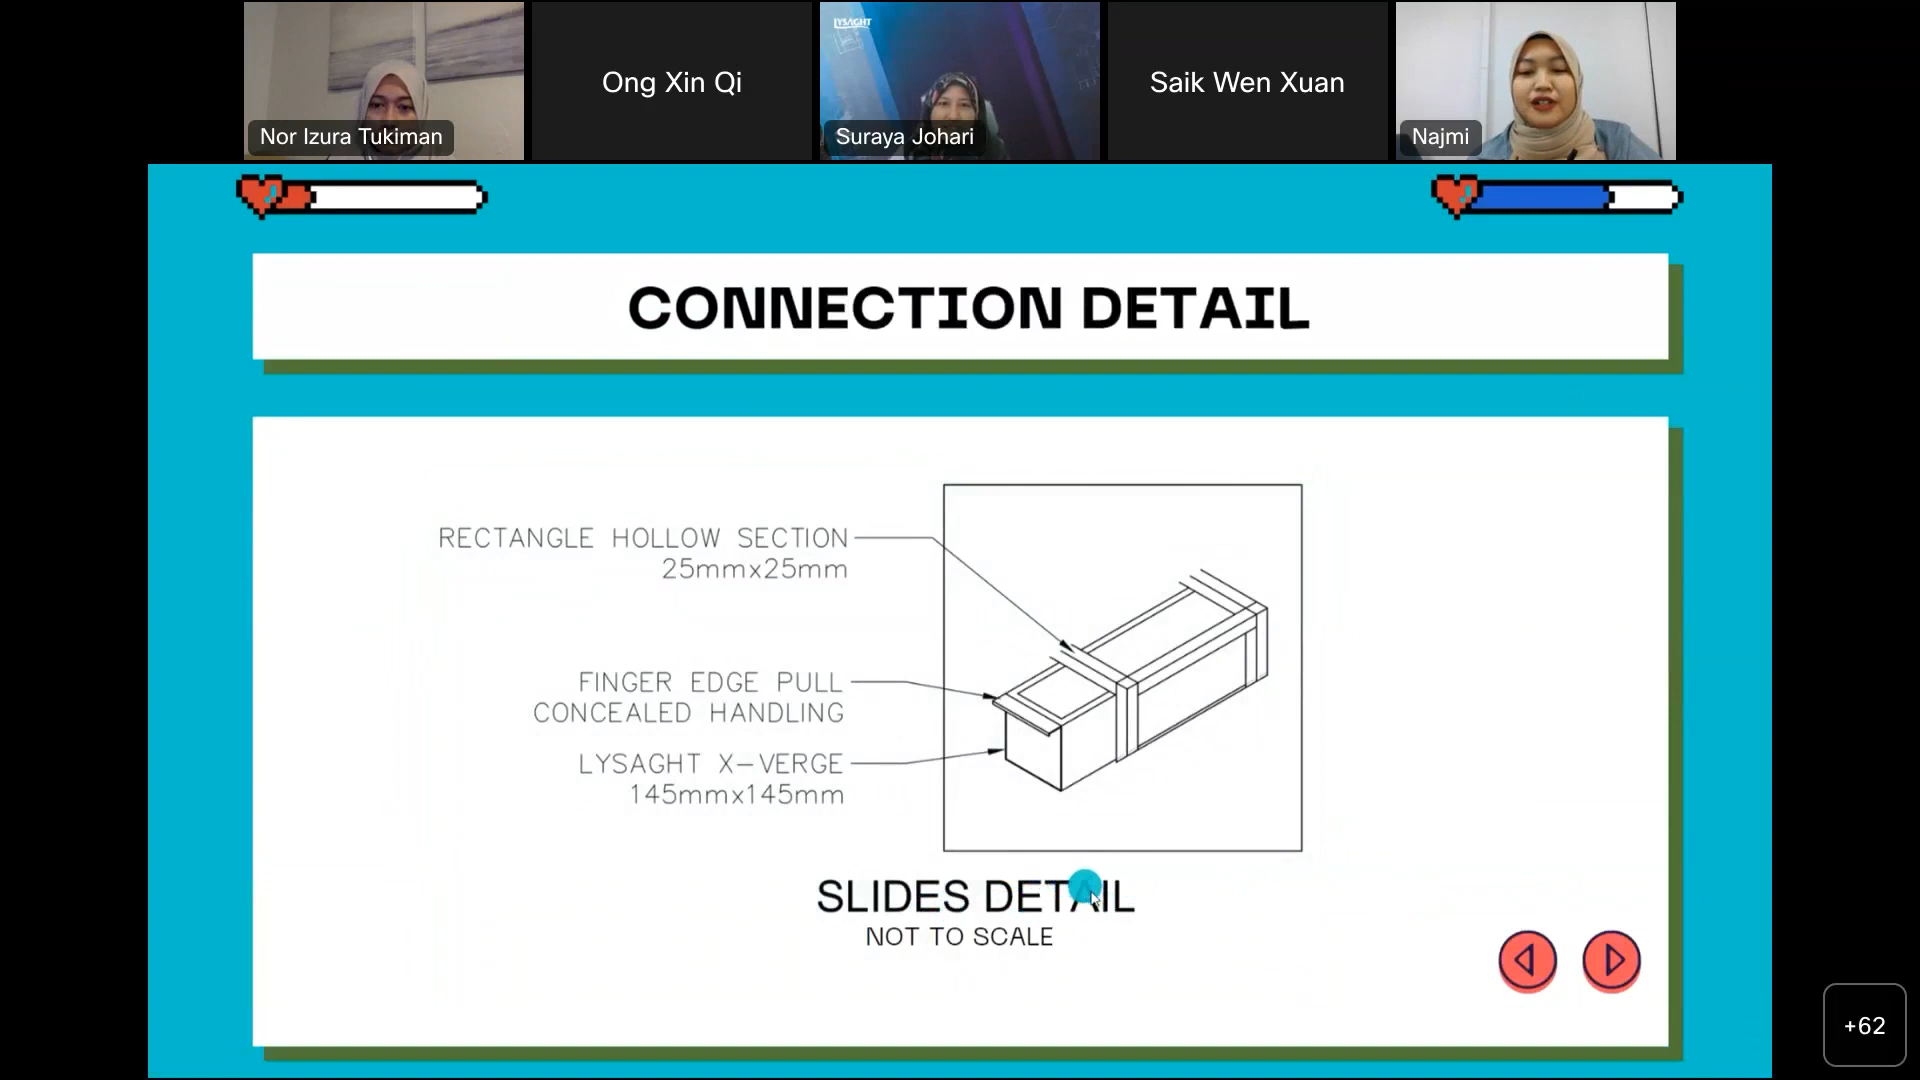 LYSAGHT
Nor Izura Tukiman
Ong Xin Qi
Suraya Johari
Saik Wen Xuan
Najmi
CONNECTION DETAIL
RECTANGLE HOLLOW SECTION
25mmx25mm
FINGER EDGE PULL
CONCEALED HANDLING
LYSAGHT X-VERGE
145mmx145mm
SLIDES DETAIL
NOT TO SCALE
+62